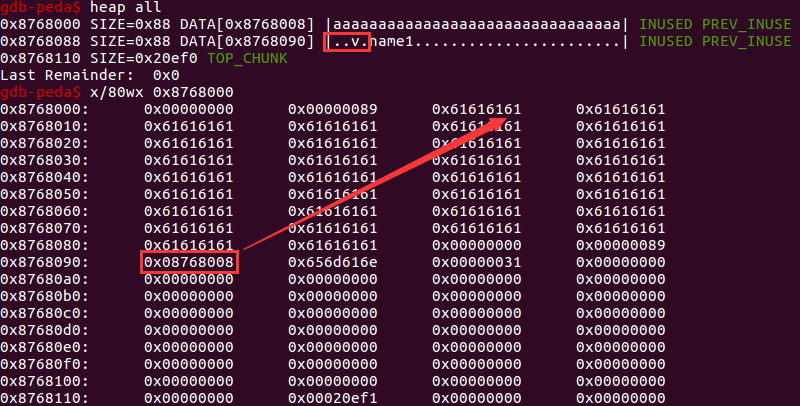 gdb-peda$ heap all
0x8768000 SIZE=0x88 DATA[0x8768008] |aaaaaaaaaaaaaaaaaaaaaaaaaaaaaaaa| INUSED PREV_INUSE
0x8768088 SIZE=0x88 DATA[0x8768090] |..v.name1.......................| INUSED PREV_INUSE
0x8768110 SIZE=0x20ef0 TOP_CHUNK
Last Remainder:  0x0
gdb-peda$ x/80wx 0x8768000
0x8768000: 0x00000000 0x00000089 0x61616161 0x61616161
0x8768010: 0x61616161 0x61616161 0x61616161 0x61616161
0x8768020: 0x61616161 0x61616161 0x61616161 0x61616161
0x8768030: 0x61616161 0x61616161 0x61616161 0x61616161
0x8768040: 0x61616161 0x61616161 0x61616161 0x61616161
0x8768050: 0x61616161 0x61616161 0x61616161 0x61616161
0x8768060: 0x61616161 0x61616161 0x61616161 0x61616161
0x8768070: 0x61616161 0x61616161 0x61616161 0x61616161
0x8768080: 0x61616161 0x61616161 0x00000000 0x00000089
0x8768090: 0x08768008 0x656d616e 0x00000031 0x00000000
0x87680a0: 0x00000000 0x00000000 0x00000000 0x00000000
0x87680b0: 0x00000000 0x00000000 0x00000000 0x00000000
0x87680c0: 0x00000000 0x00000000 0x00000000 0x00000000
0x87680d0: 0x00000000 0x00000000 0x00000000 0x00000000
0x87680e0: 0x00000000 0x00000000 0x00000000 0x00000000
0x87680f0: 0x00000000 0x00000000 0x00000000 0x00000000
0x8768100: 0x00000000 0x00000000 0x00000000 0x00000000
0x8768110: 0x00000000 0x00020ef1 0x00000000 0x00000000